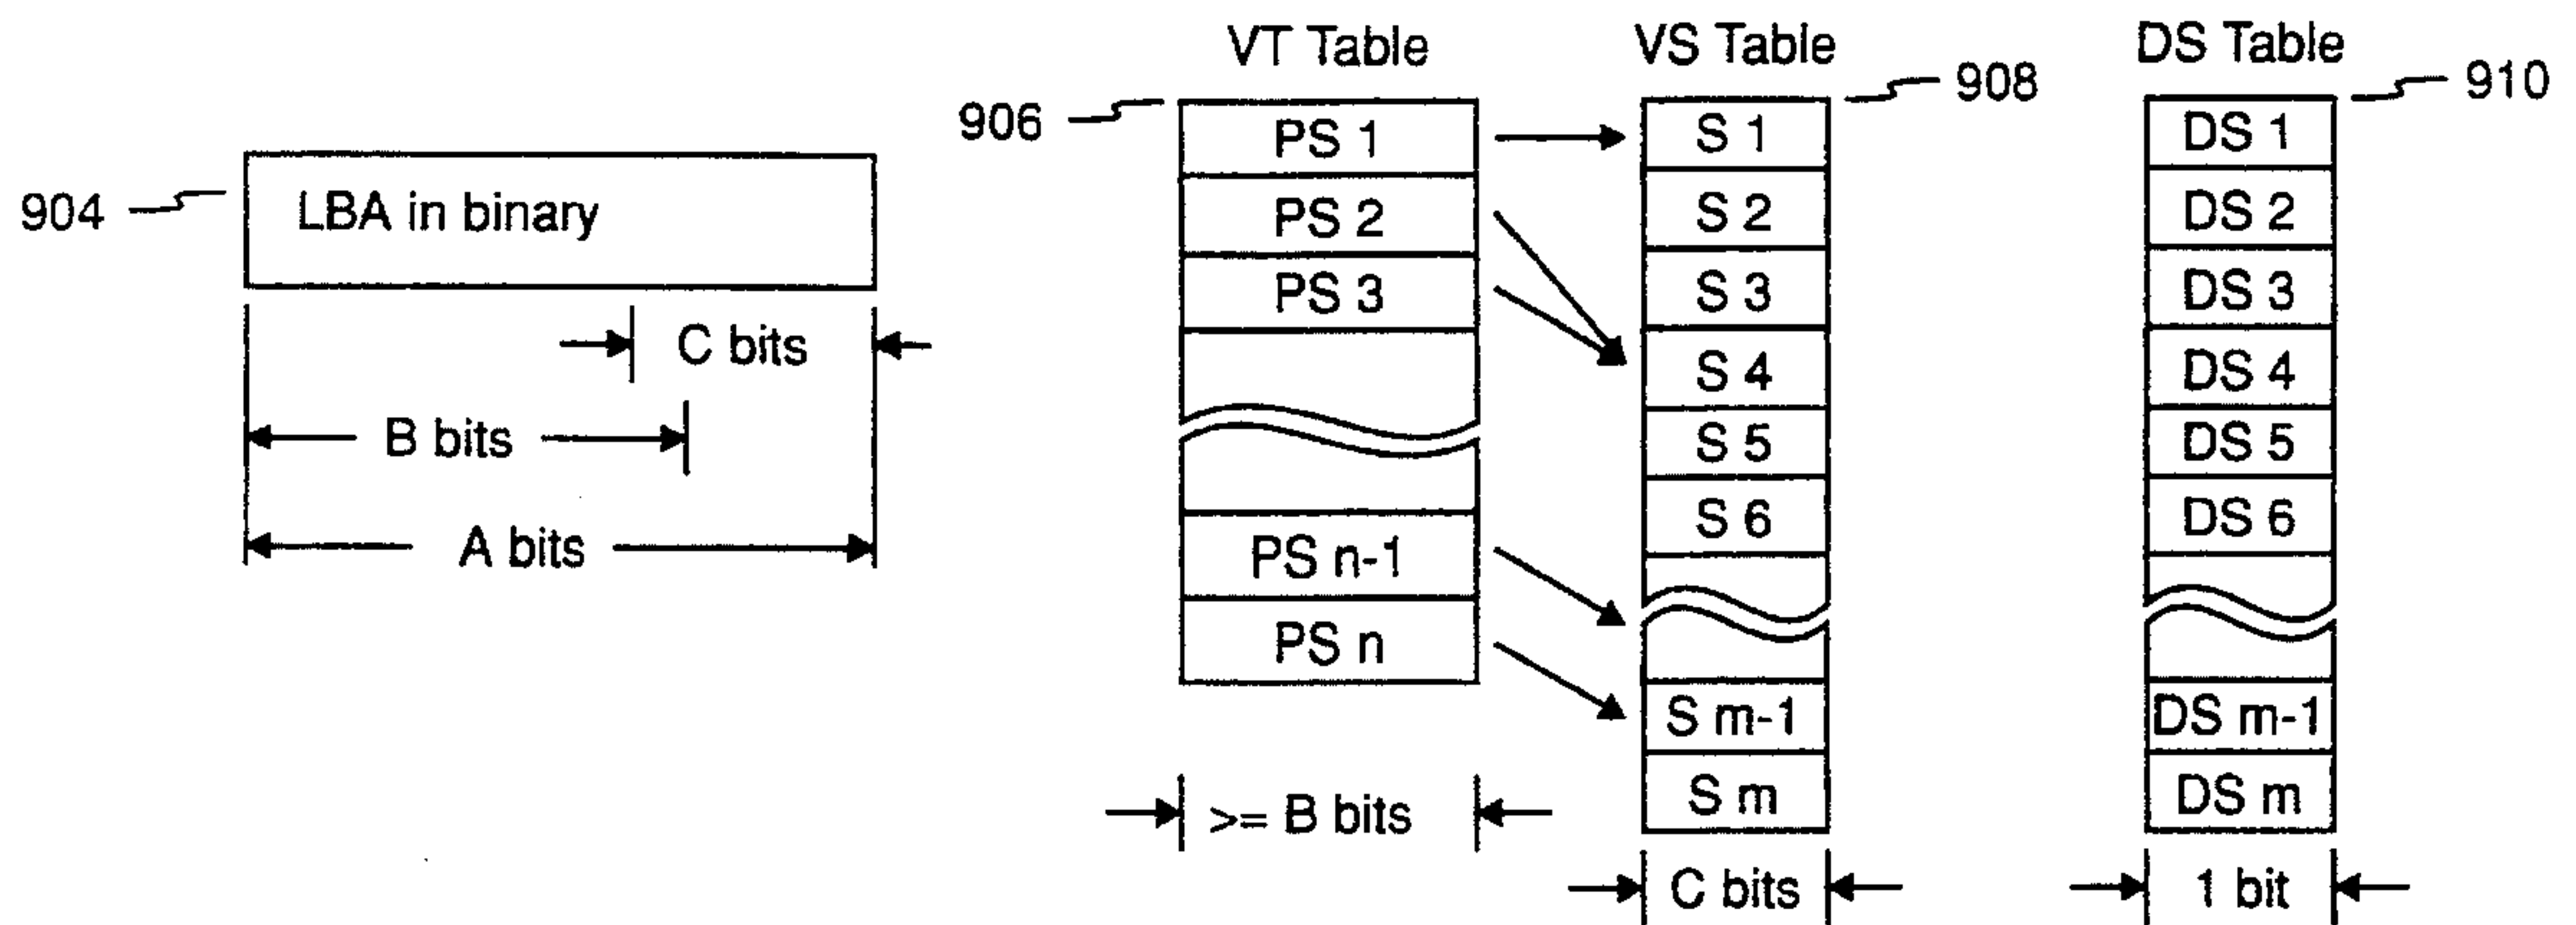 904
LBA in binary
C bits
B bits
A bits
VT Table
906
PS 1
PS 2
PS 3
PS n-1
PS n
>= B bits
VS Table
908
S 1
S 2
S 3
S 4
S 5
S 6
S m-1
S m
C bits
DS Table
910
DS 1
DS 2
DS 3
DS 4
DS 5
DS 6
DS m-1
DS m
1 bit